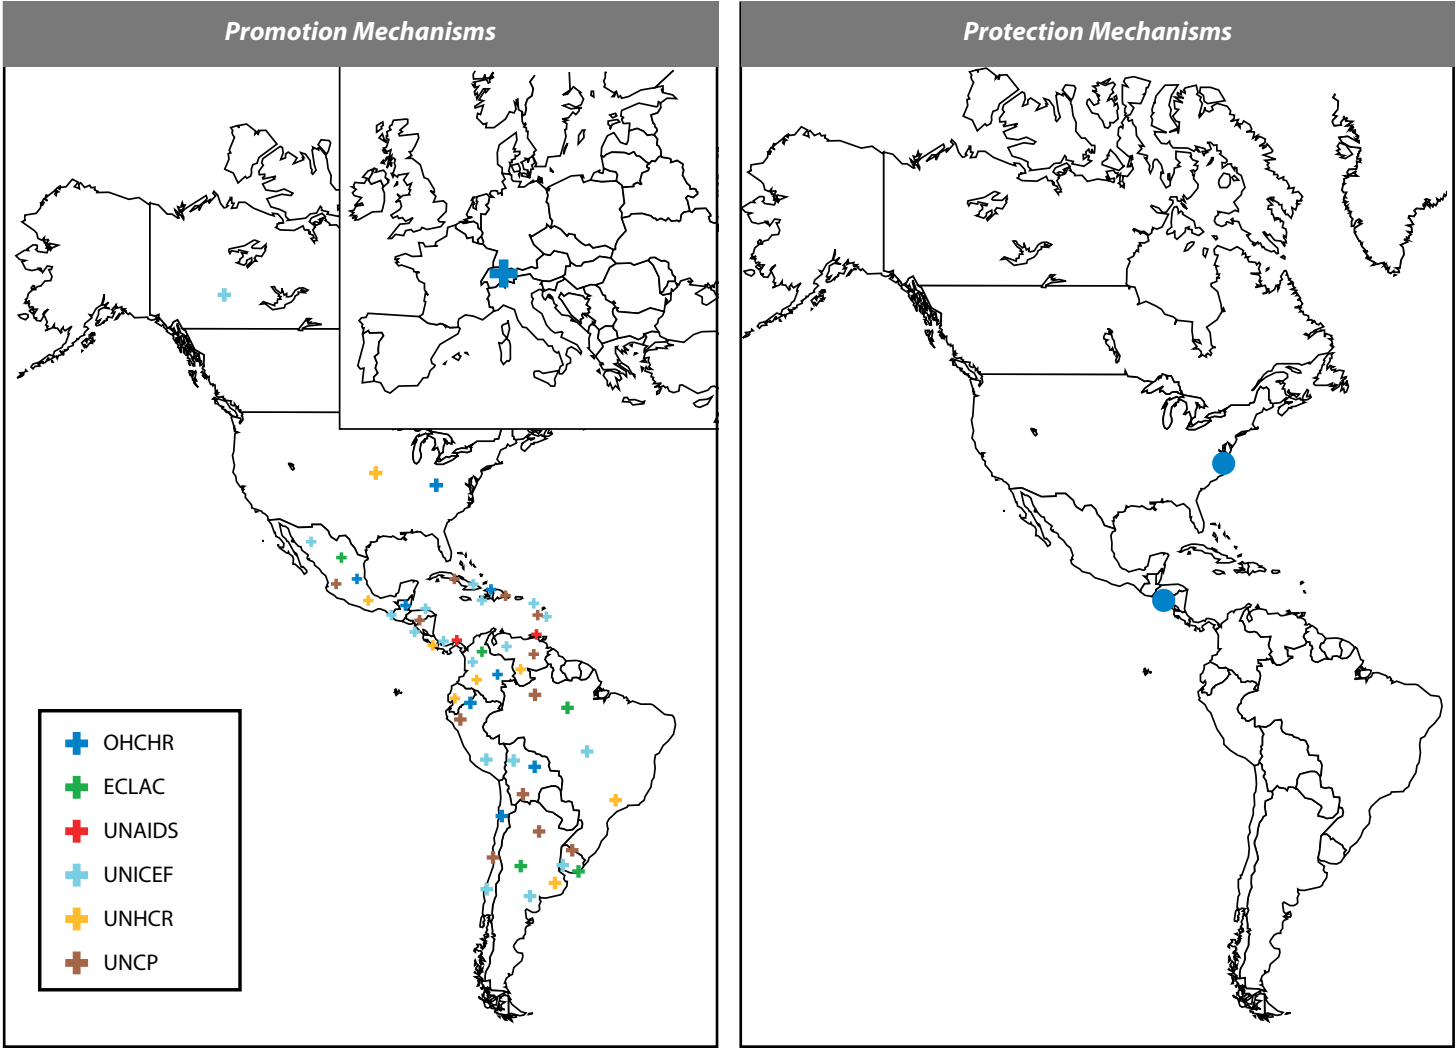 Promotion Mechanisms
Protection Mechanisms
OHCHR
ECLAC
UNAIDS
UNICEF
UNHCR
UNCP